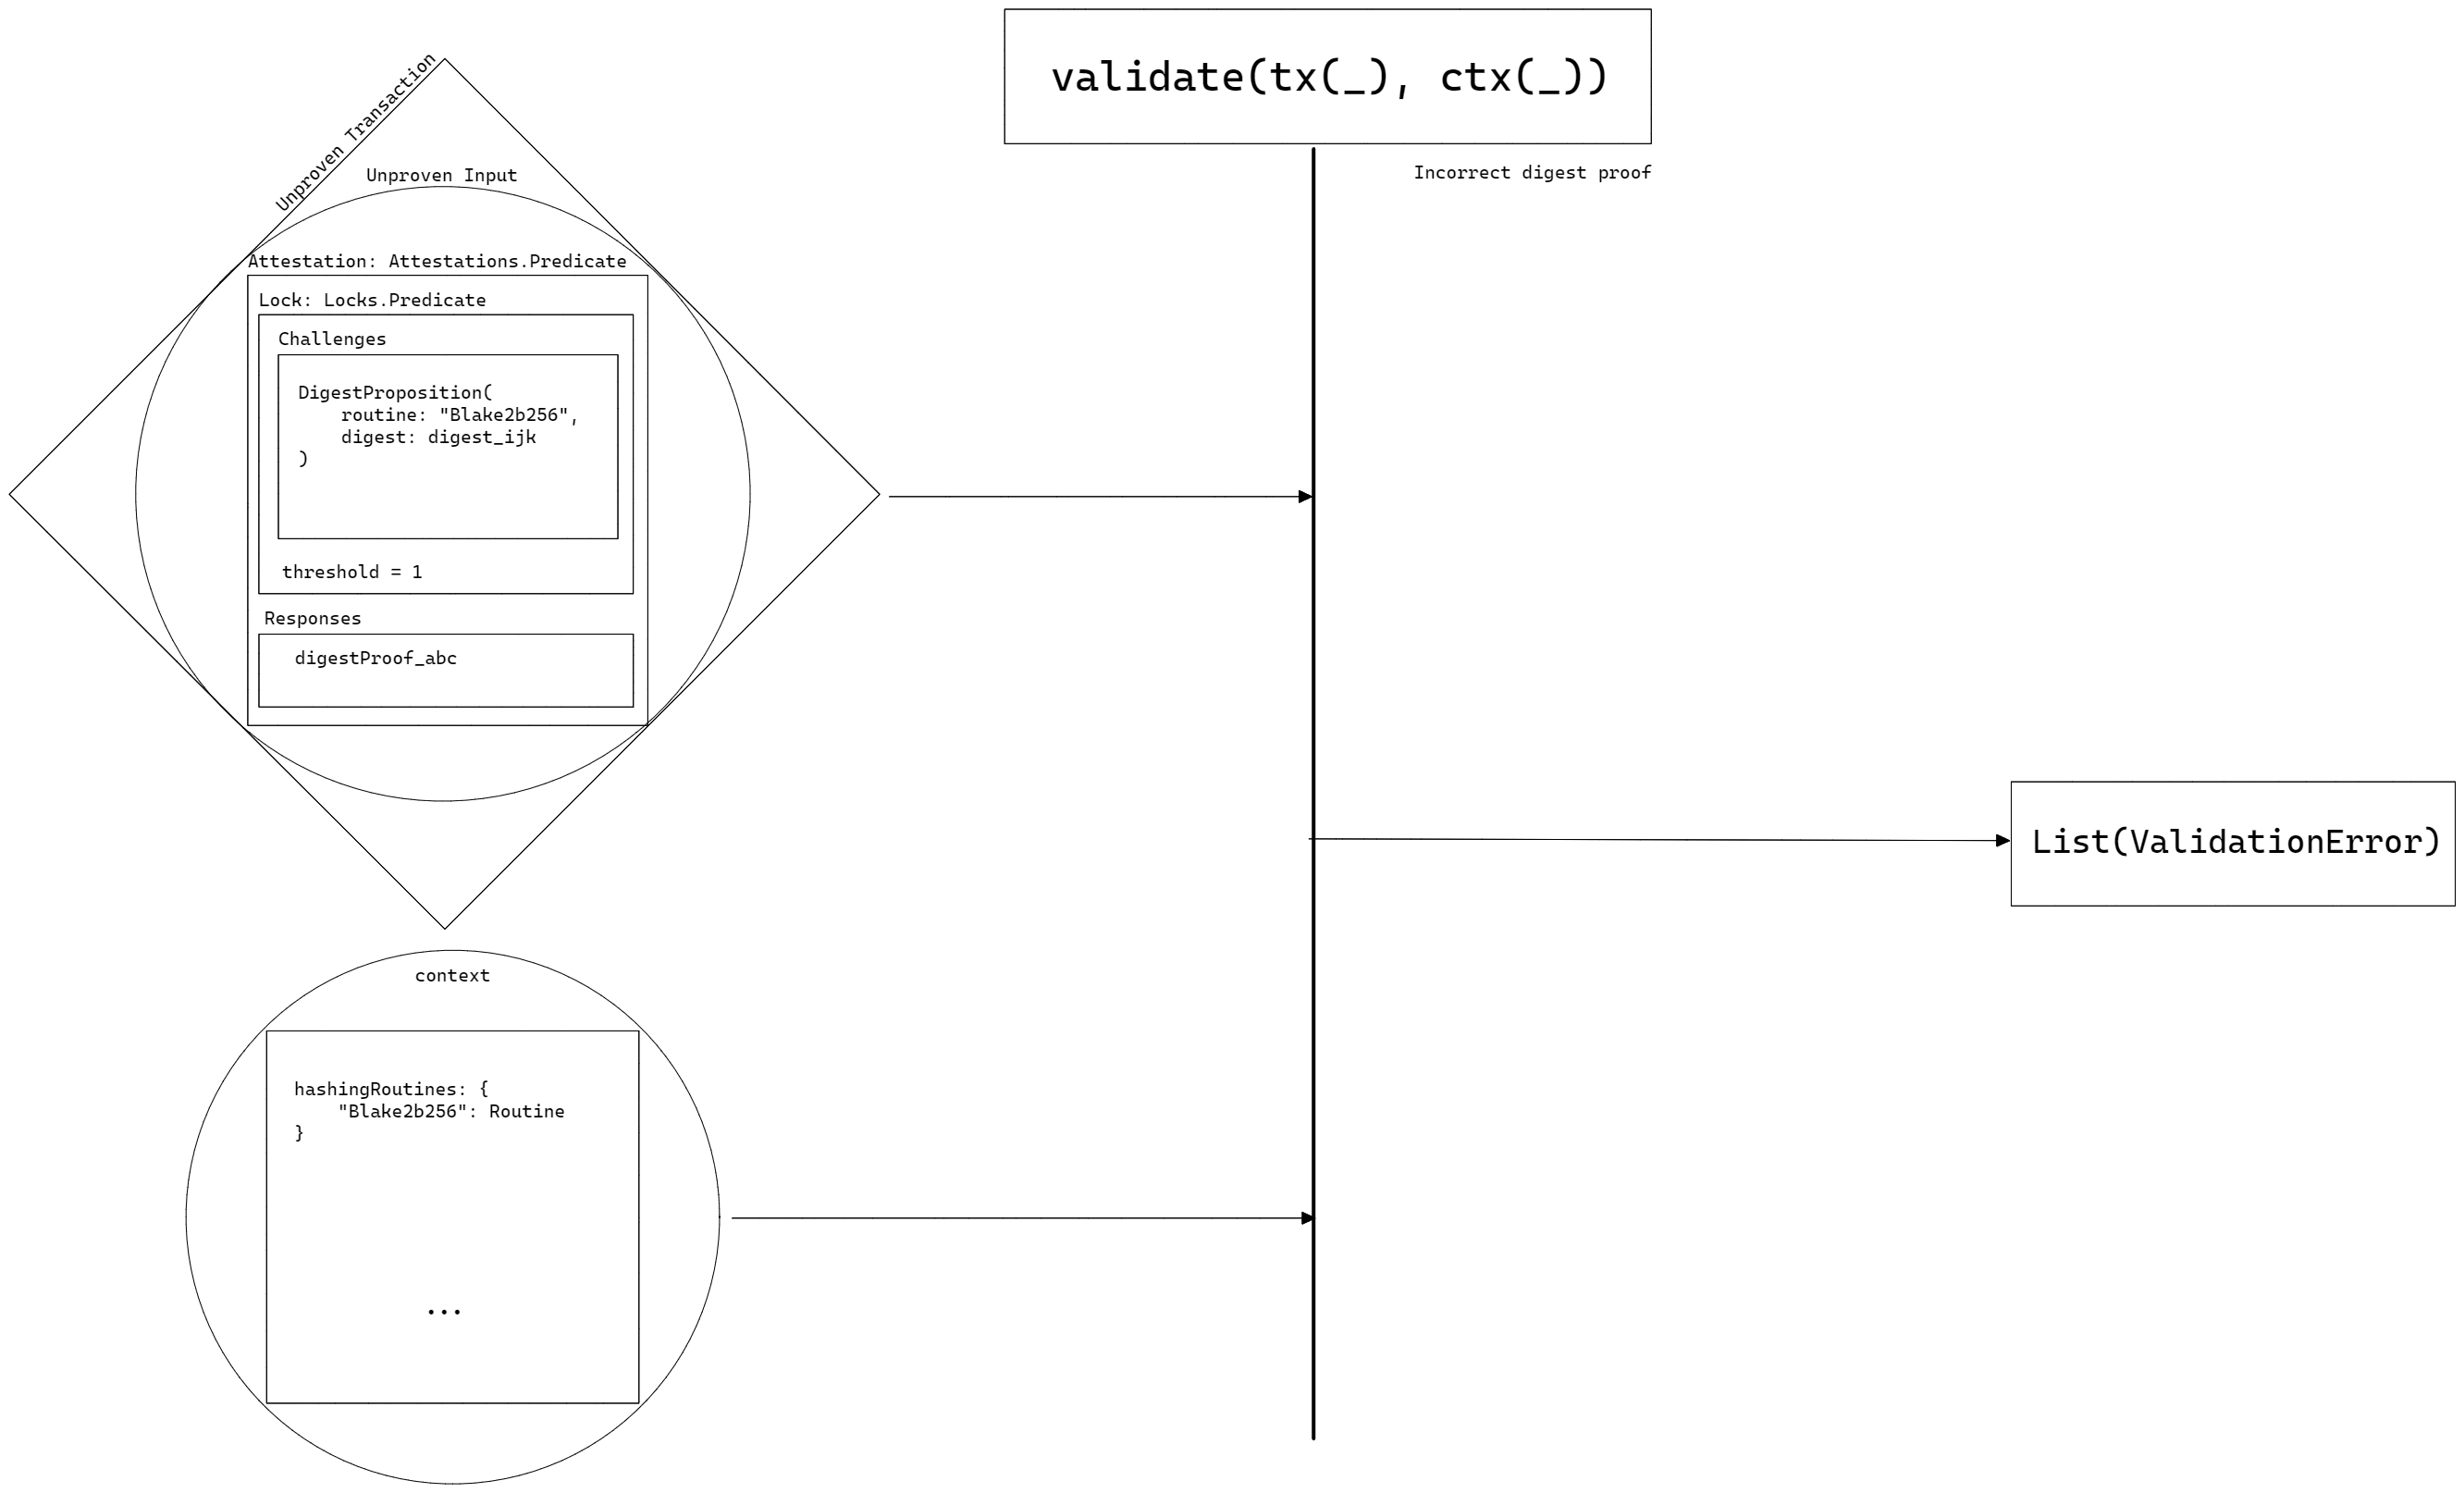 validate(tx(_), ctx(_))
Incorrect digest proof
Unproven Transaction
Unproven Input
Attestation: Attestations.Predicate
Lock: Locks.Predicate
Challenges
DigestProposition(
routine: "Blake2b256",
digest: digest_ijk
)
threshold = 1
Responses
digestProof_abc
List(ValidationError)
context
hashingRoutines: {
"Blake2b256": Routine
}
...